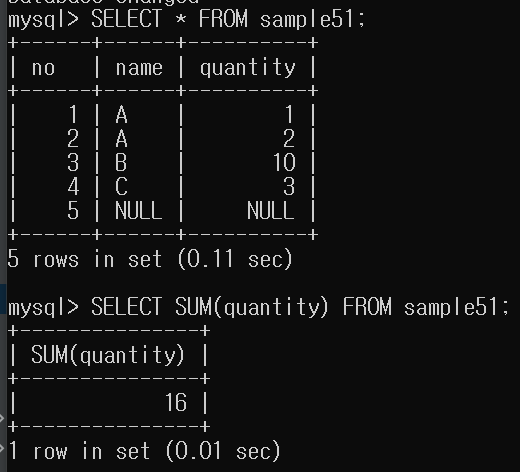 Database changed
mysql> SELECT * FROM sample51;
+------+------+----------+
| no   | name | quantity |
+------+------+----------+
|    1 | A    |        1 |
|    2 | A    |        2 |
|    3 | B    |       10 |
|    4 | C    |        3 |
|    5 | NULL |     NULL |
+------+------+----------+
5 rows in set (0.11 sec)
mysql> SELECT SUM(quantity) FROM sample51;
+---------------+
| SUM(quantity) |
+---------------+
|            16 |
+---------------+
1 row in set (0.01 sec)